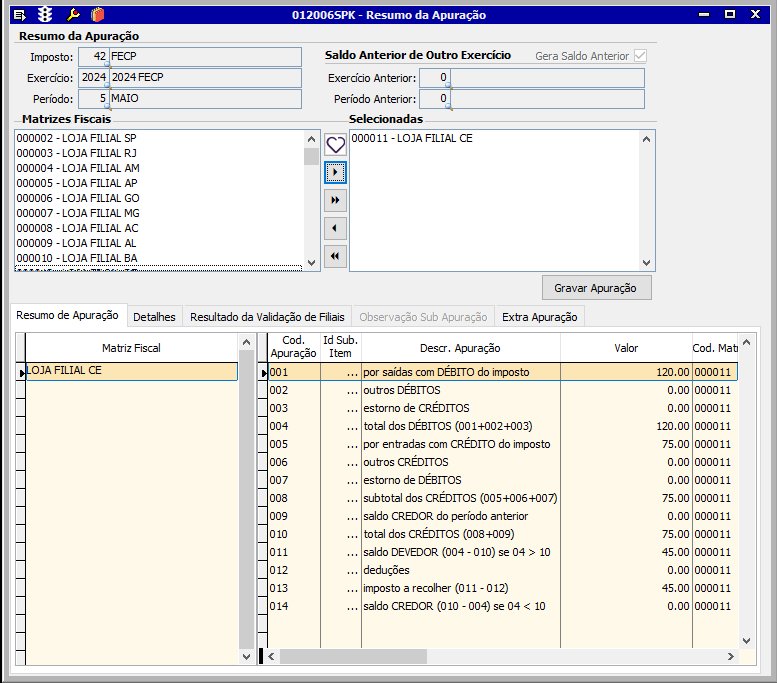 012006SPK - Resumo da Apuração
Resumo da Apuração
Imposto: 42 FECP
Exercício: 2024 2024 FECP
Período: 5 MAIO
Saldo Anterior de Outro Exercício Gera Saldo Anterior
Exercício Anterior: 0
Período Anterior: 0
Matrizes Fiscais
000002 - LOJA FILIAL SP
000003 - LOJA FILIAL RJ
000004 - LOJA FILIAL AM
000005 - LOJA FILIAL AP
000006 - LOJA FILIAL GO
000007 - LOJA FILIAL MG
000008 - LOJA FILIAL AC
000009 - LOJA FILIAL AL
000010 - LOJA FILIAL BA
Selecionadas
000011 - LOJA FILIAL CE
Gravar Apuração
Resumo de Apuração Detalhes Resultado da Validação de Filiais Observação Sub Apuração Extra Apuração
Matriz Fiscal
LOJA FILIAL CE
Cod. Apuração Id Sub. Item Descr. Apuração Valor Cod. Matr
001 ... por saídas com DÉBITO do imposto 120.00 000011
002 ... outros DÉBITOS 0.00 000011
003 ... estorno de CRÉDITOS 0.00 000011
004 ... total dos DÉBITOS (001+002+003) 120.00 000011
005 ... por entradas com CRÉDITO do imposto 75.00 000011
006 ... outros CRÉDITOS 0.00 000011
007 ... estorno de DÉBITOS 0.00 000011
008 ... subtotal dos CRÉDITOS (005+006+007) 75.00 000011
009 ... saldo CREDOR do período anterior 0.00 000011
010 ... total dos CRÉDITOS (008+009) 75.00 000011
011 ... saldo DEVEDOR (004 - 010) se 04 > 10 45.00 000011
012 ... deduções 0.00 000011
013 ... imposto a recolher (011 - 012) 45.00 000011
014 ... saldo CREDOR (010 - 004) se 04 < 10 0.00 000011